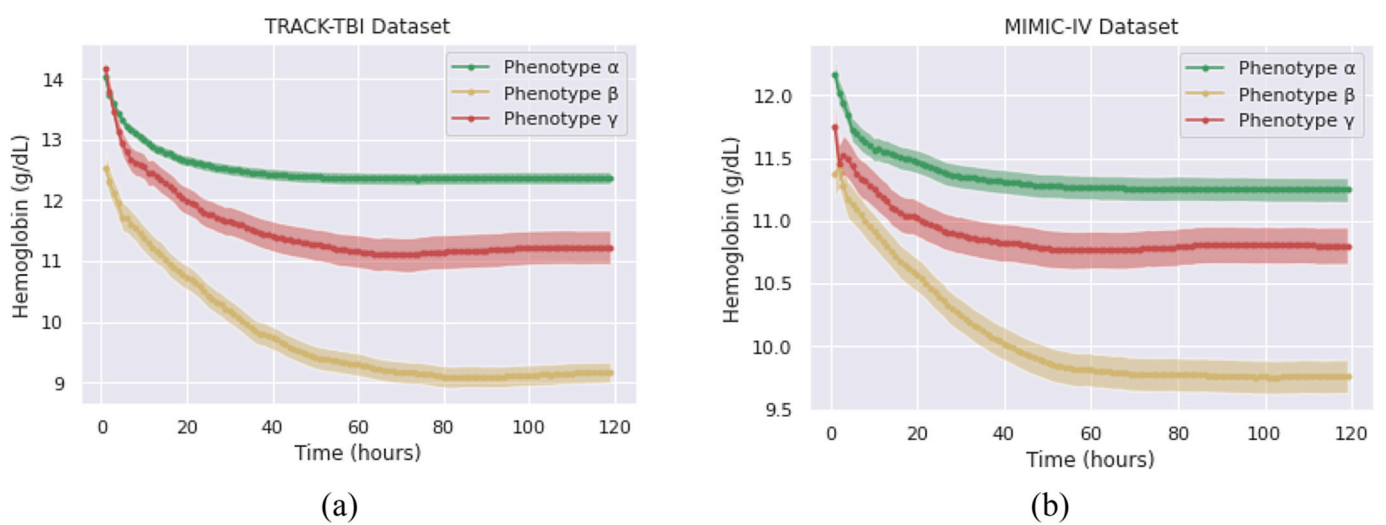 TRACK-TBI Dataset
Hemoglobin (g/dL)
14
13
12
11
10
9
Phenotype α
Phenotype β
Phenotype γ
0 20 40 60 80 100 120
Time (hours)
(a)
MIMIC-IV Dataset
Hemoglobin (g/dL)
12.0
11.5
11.0
10.5
10.0
9.5
Phenotype α
Phenotype β
Phenotype γ
0 20 40 60 80 100 120
Time (hours)
(b)